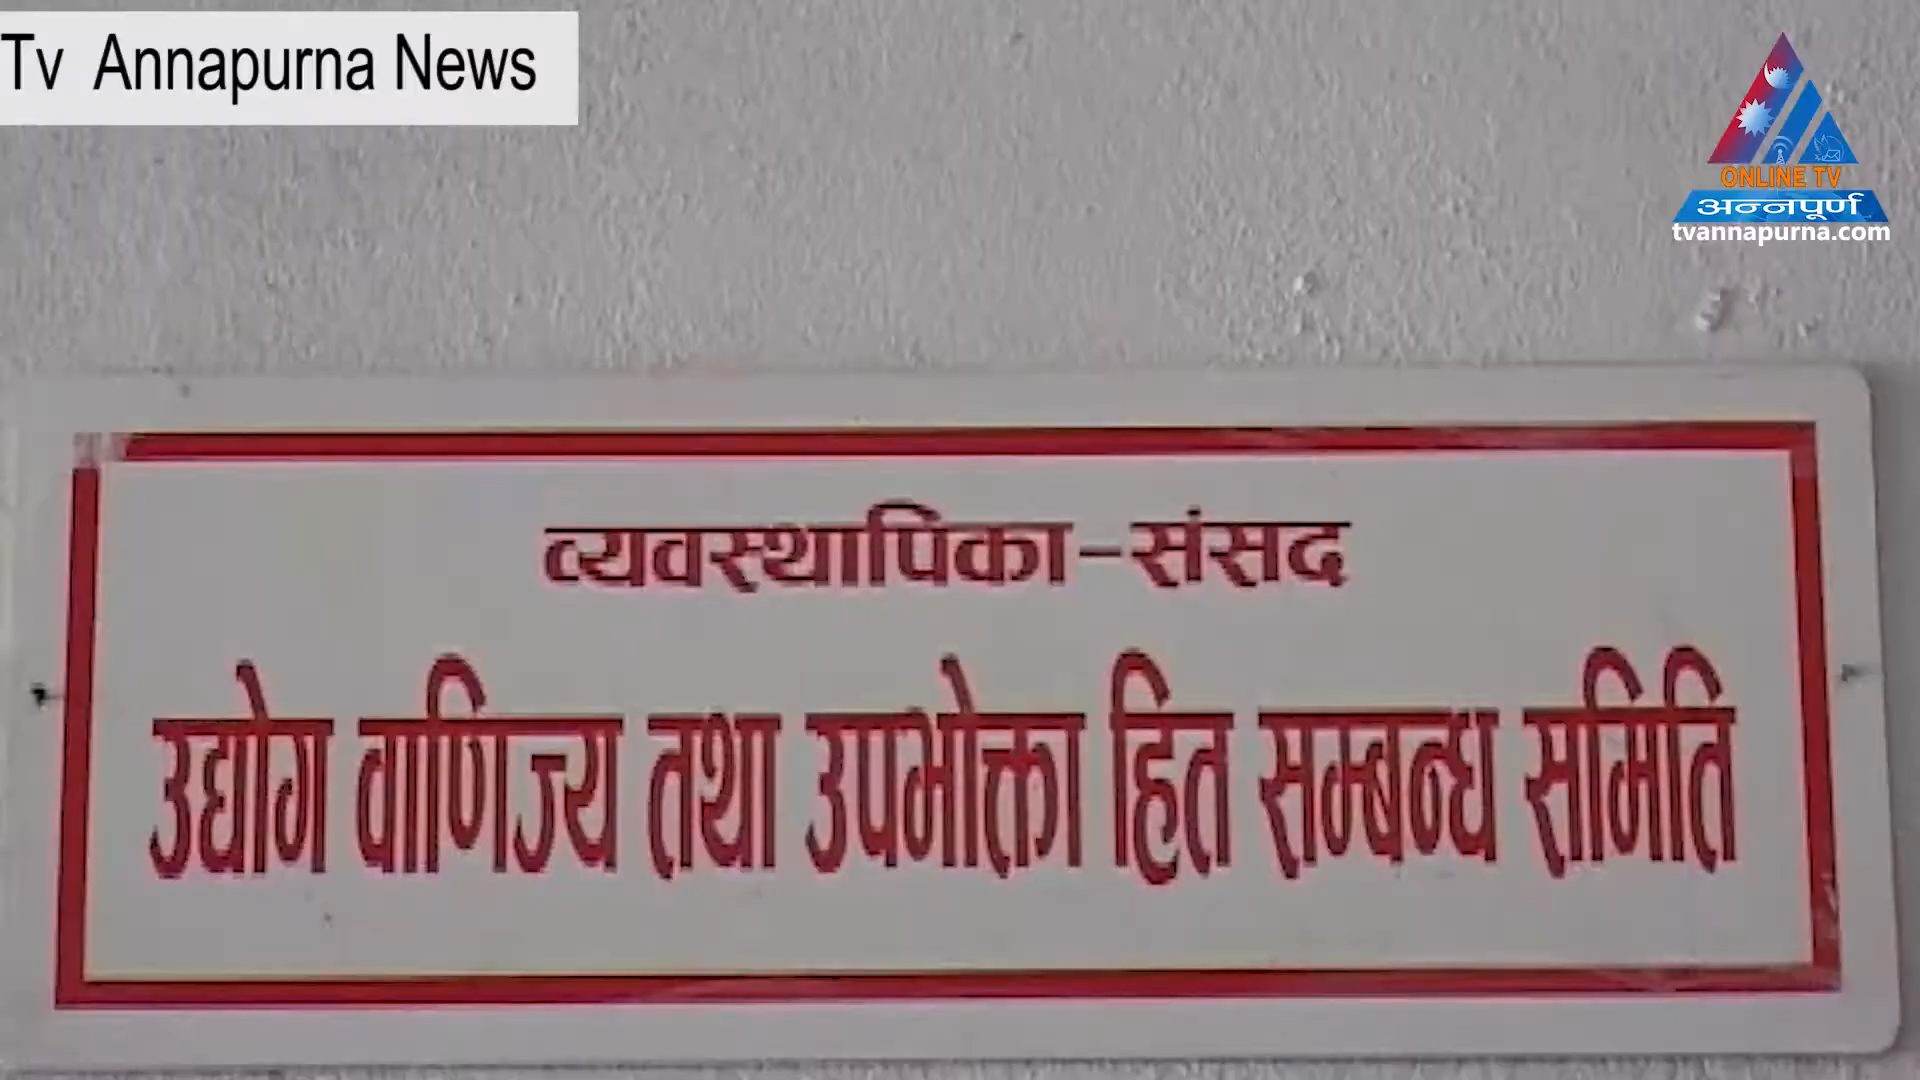 Tv Annapurna News
ONLINE TV
अन्नपूर्ण
tvannapurna.com
व्यवस्थापिका-संसद
उद्योग वाणिज्य तथा उपभोक्ता हित सम्बन्ध समिति